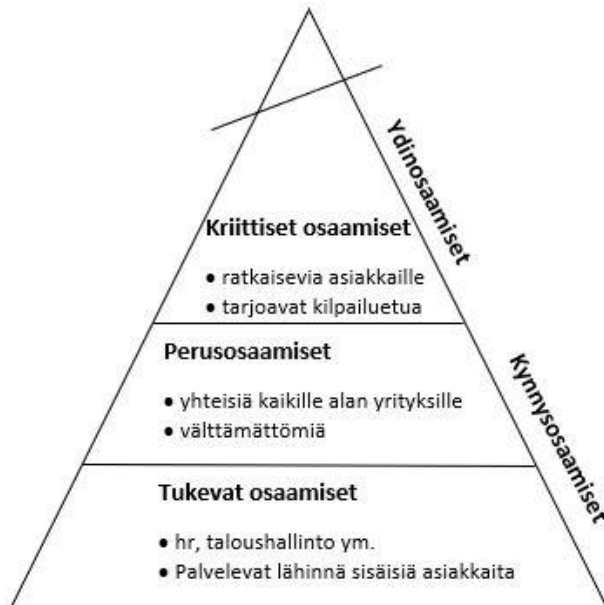 Ydinosaamiset
Kriittiset osaamiset
• ratkaisevia asiakkaille
• tarjoavat kilpailuetua
Kynnysosaamiset
Perusosaamiset
• yhteisiä kaikille alan yrityksille
• välttämättömiä
Tukevat osaamiset
• hr, taloushallinto ym.
• Palvelevat lähinnä sisäisiä asiakkaita